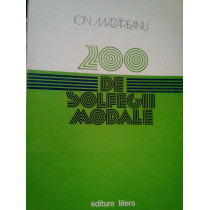 ION MĂZĂREANU
200
DE
SOLFEGII
MODALE
editura litera